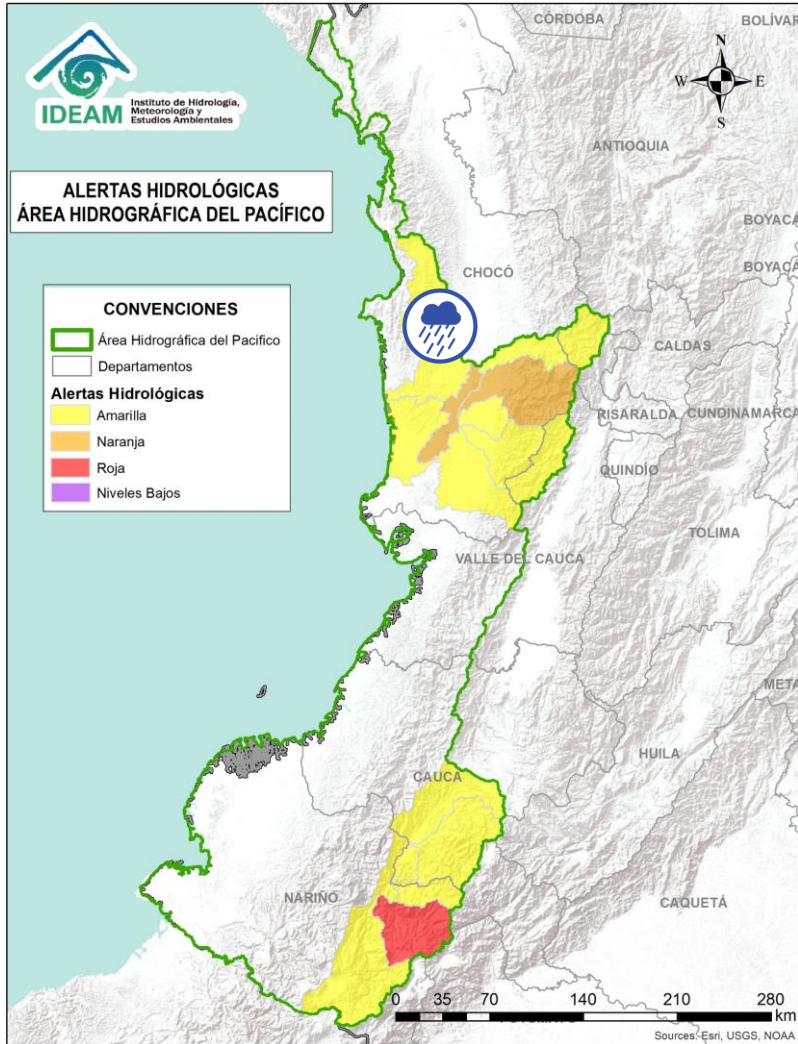 CÓRDOBA
BOLÍVAR
N
W
E
S
IDEAM
Instituto de Hidrología,
Meteorología y
Estudios Ambientales
ANTIOQUIA
ALERTAS HIDROLÓGICAS
ÁREA HIDROGRÁFICA DEL PACÍFICO
BOYACÁ
BOYACÁ
CHOCÓ
CONVENCIONES
Área Hidrográfica del Pacifico
Departamentos
Alertas Hidrológicas
Amarilla
Naranja
Roja
Niveles Bajos
CALDAS
RISARALDA
CUNDINAMARCA
QUINDÍO
TOLIMA
VALLE DEL CAUCA
META
HUILA
CAUCA
NARIÑO
CAQUETÁ
0 35 70 140 210 280
km
Sources: Esri, USGS, NOAA